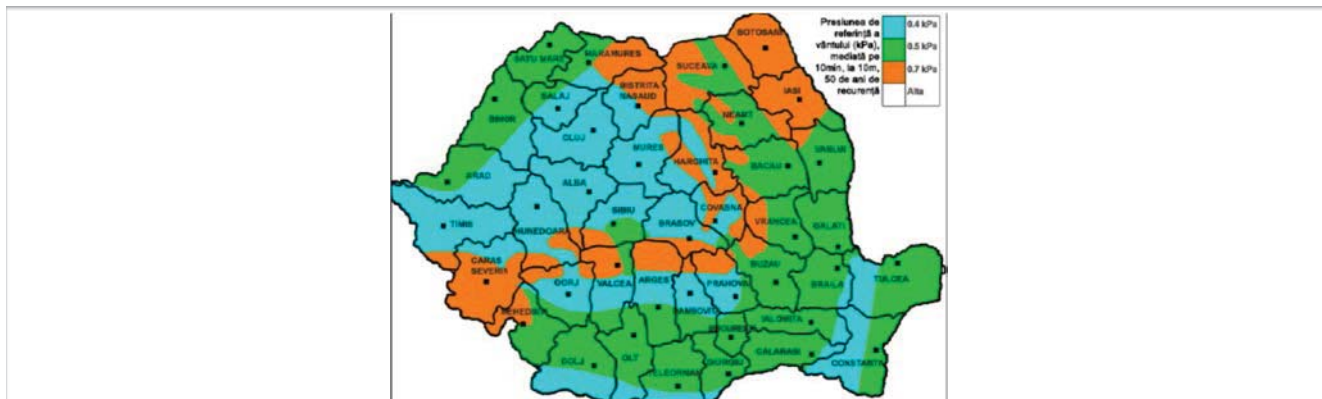 Presiunea de
referință a
vântului (kPa),
mediată pe
10min, la 10m,
50 de ani de
recurență
0.4 kPa
0.5 kPa
0.7 kPa
Alta
BOTOSANI
SATU MARE
MARAMURES
SUCEAVA
BISTRITA
NASAUD
IASI
SALAJ
BIHOR
NEAMT
CLUJ
MURES
HARGHITA
BACAU
VASLUI
ARAD
ALBA
SIBIU
COVASNA
TIMIS
HUNEDOARA
BRASOV
VRANCEA
GALATI
CARAS
SEVERIN
BUZAU
TULCEA
GORJ
VALCEA
ARGES
PRAHOVA
BRAILA
MEHEDINTI
DAMBOVITA
IALOMITA
BUCURESTI
CALARASI
CONSTANTA
DOLJ
OLT
TELEORMAN
GIURGIU